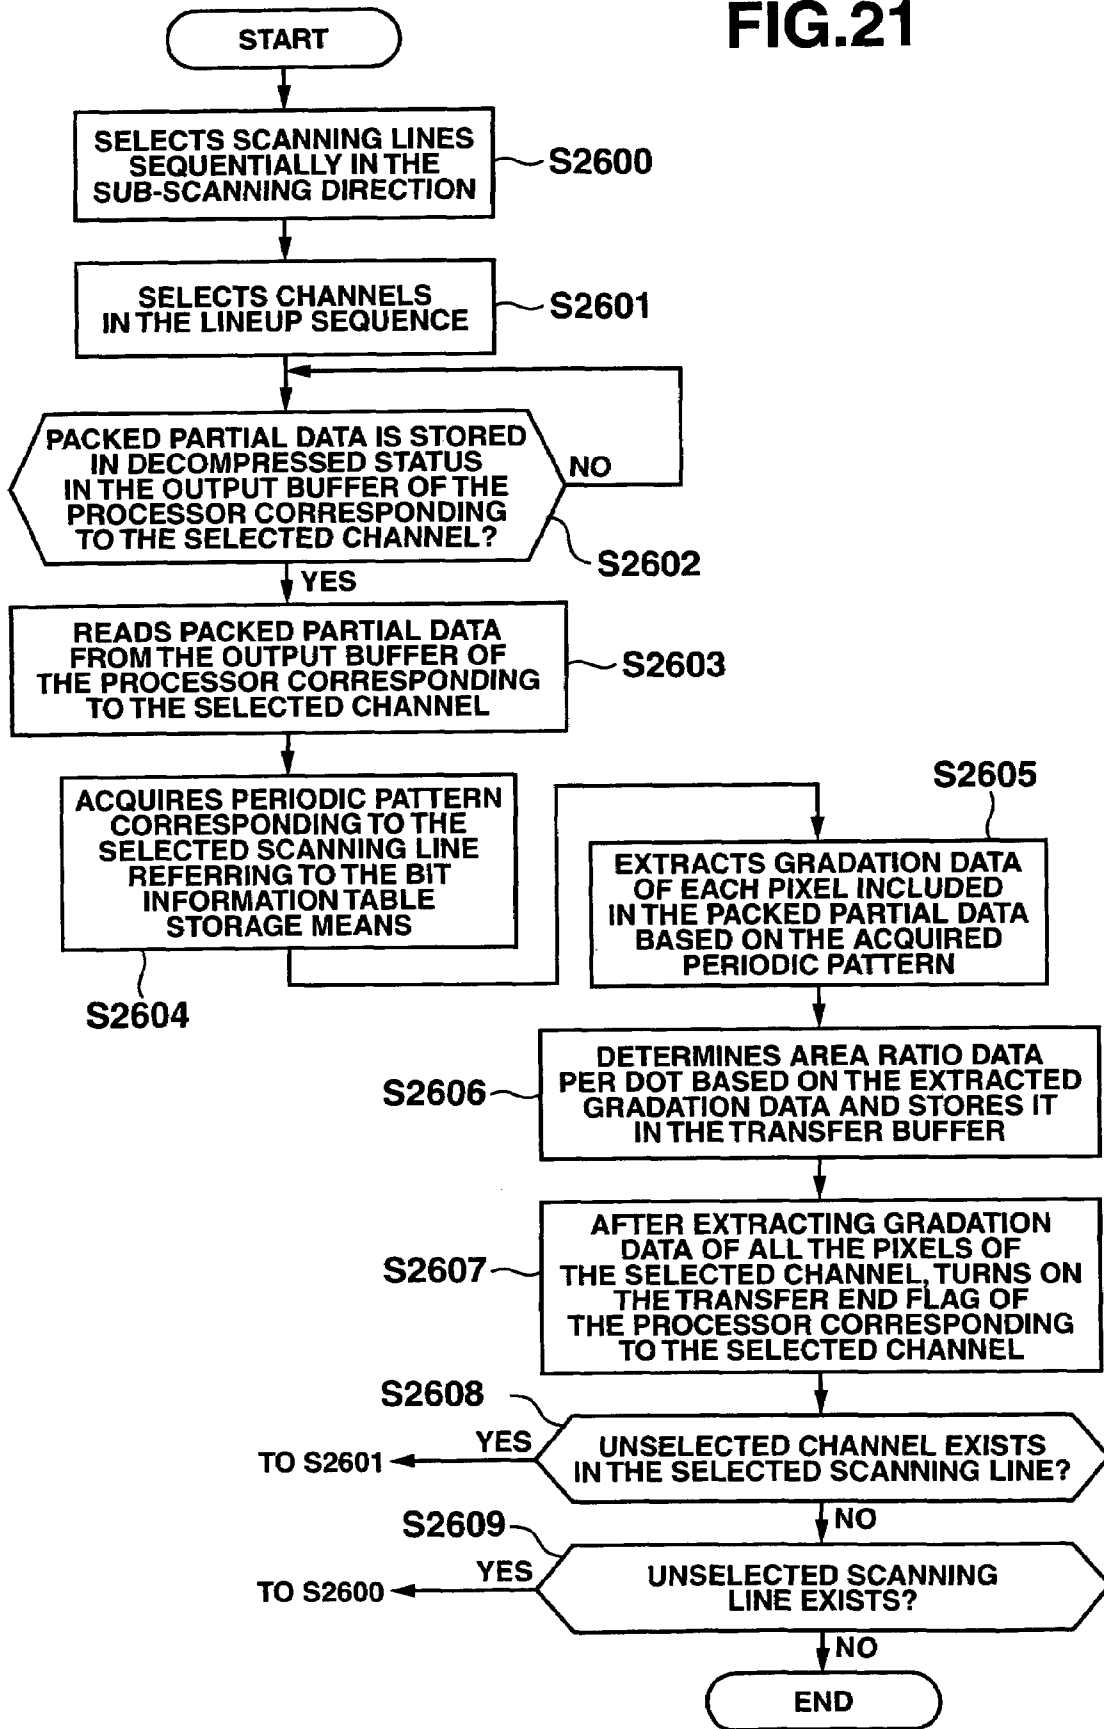 FIG.21
START
SELECTS SCANNING LINES
SEQUENTIALLY IN THE
SUB-SCANNING DIRECTION
S2600
SELECTS CHANNELS
IN THE LINEUP SEQUENCE
S2601
PACKED PARTIAL DATA IS STORED
IN DECOMPRESSED STATUS
IN THE OUTPUT BUFFER OF THE
PROCESSOR CORRESPONDING
TO THE SELECTED CHANNEL?
NO
S2602
YES
READS PACKED PARTIAL DATA
FROM THE OUTPUT BUFFER OF
THE PROCESSOR CORRESPONDING
TO THE SELECTED CHANNEL
S2603
ACQUIRES PERIODIC PATTERN
CORRESPONDING TO THE
SELECTED SCANNING LINE
REFERRING TO THE BIT
INFORMATION TABLE
STORAGE MEANS
S2604
S2605
EXTRACTS GRADATION DATA
OF EACH PIXEL INCLUDED
IN THE PACKED PARTIAL DATA
BASED ON THE ACQUIRED
PERIODIC PATTERN
S2606
DETERMINES AREA RATIO DATA
PER DOT BASED ON THE EXTRACTED
GRADATION DATA AND STORES IT
IN THE TRANSFER BUFFER
S2607
AFTER EXTRACTING GRADATION
DATA OF ALL THE PIXELS OF
THE SELECTED CHANNEL, TURNS ON
THE TRANSFER END FLAG OF
THE PROCESSOR CORRESPONDING
TO THE SELECTED CHANNEL
S2608
YES
TO S2601
UNSELECTED CHANNEL EXISTS
IN THE SELECTED SCANNING LINE?
NO
S2609
YES
TO S2600
UNSELECTED SCANNING
LINE EXISTS?
NO
END